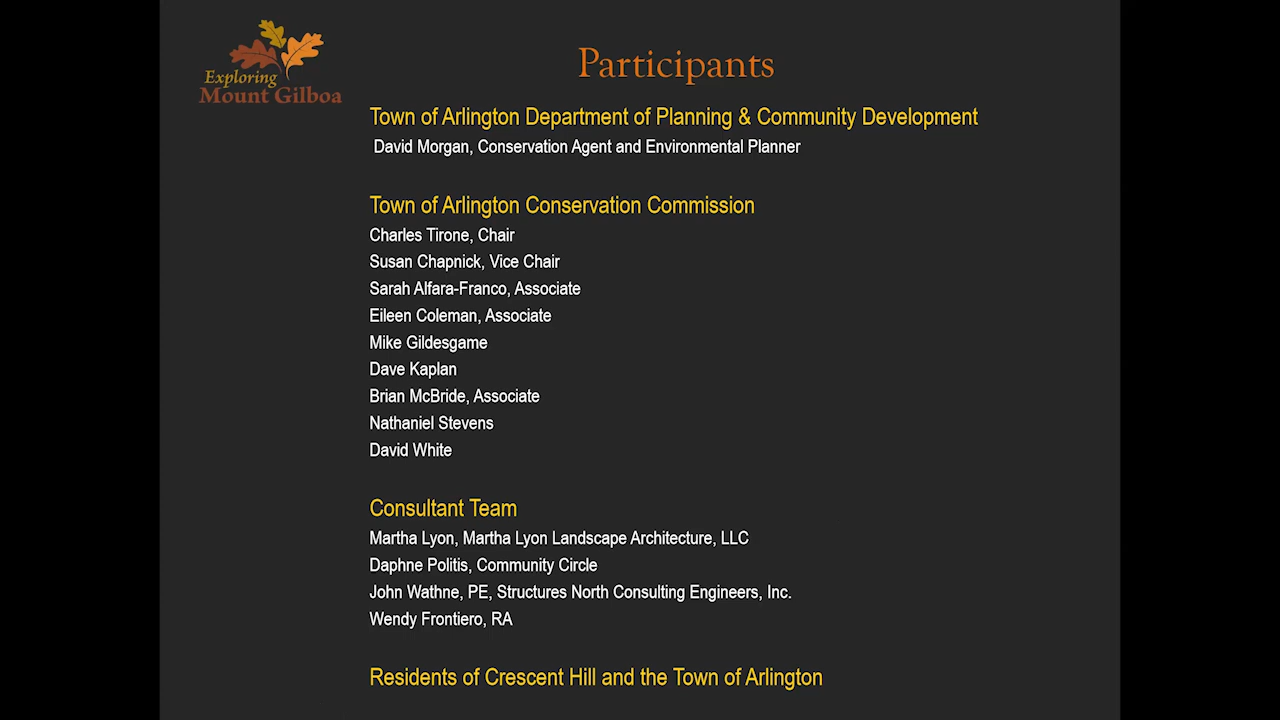 Exploring
Mount Gilboa
Participants
Town of Arlington Department of Planning & Community Development
David Morgan, Conservation Agent and Environmental Planner
Town of Arlington Conservation Commission
Charles Tirone, Chair
Susan Chapnick, Vice Chair
Sarah Alfara-Franco, Associate
Eileen Coleman, Associate
Mike Gildesgame
Dave Kaplan
Brian McBride, Associate
Nathaniel Stevens
David White
Consultant Team
Martha Lyon, Martha Lyon Landscape Architecture, LLC
Daphne Politis, Community Circle
John Wathne, PE, Structures North Consulting Engineers, Inc.
Wendy Frontiero, RA
Residents of Crescent Hill and the Town of Arlington